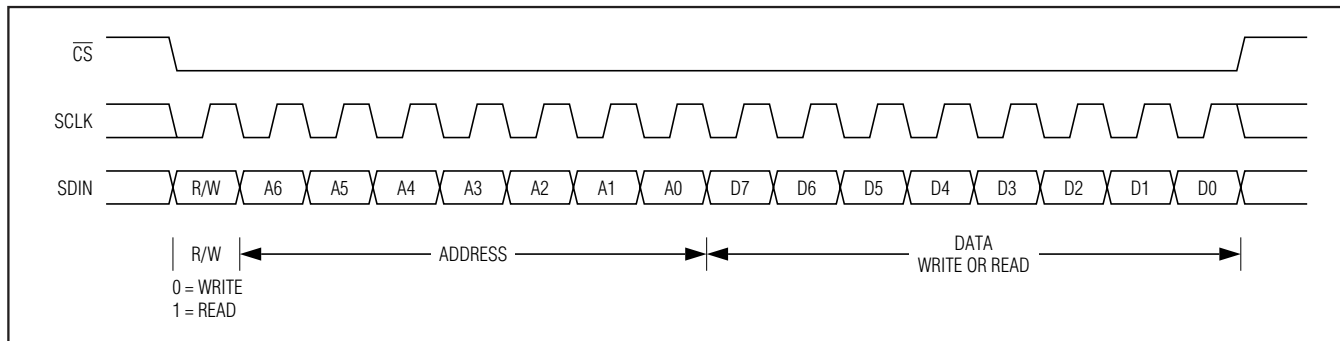 CS
SCLK
SDIN R/W A6 A5 A4 A3 A2 A1 A0 D7 D6 D5 D4 D3 D2 D1 D0
R/W ADDRESS DATA
WRITE OR READ
0 = WRITE
1 = READ